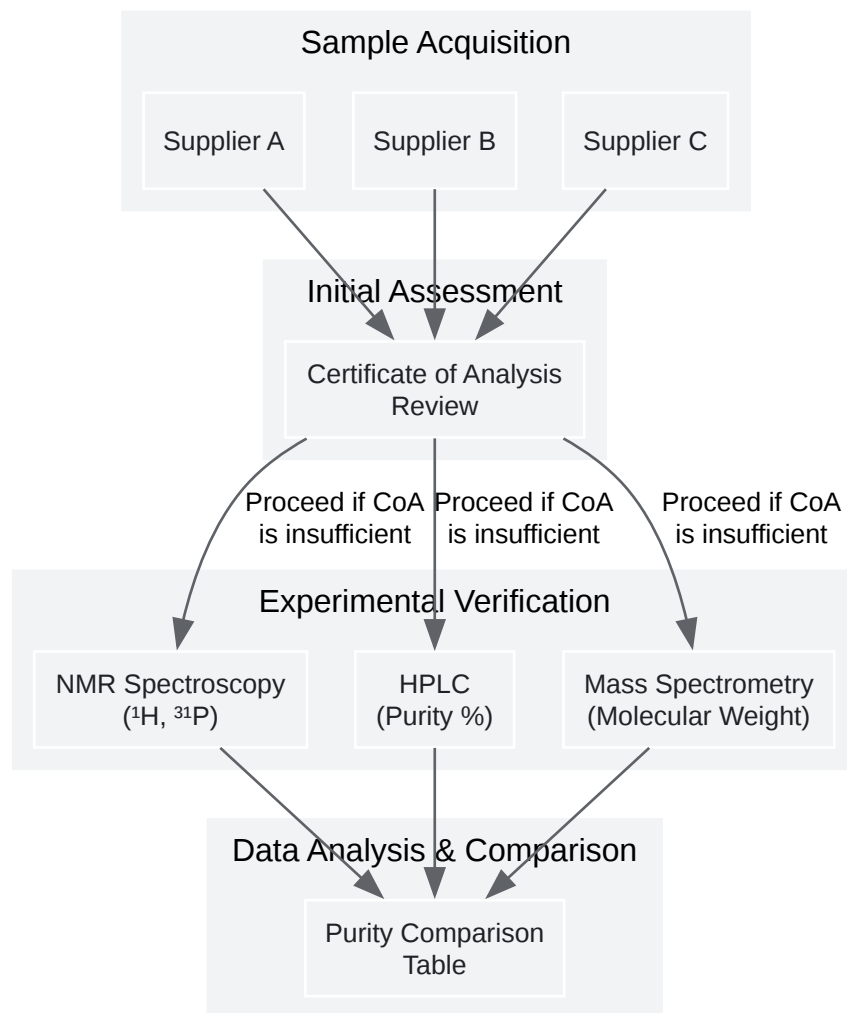 Sample Acquisition
Supplier A
Supplier B
Supplier C
Initial Assessment
Certificate of Analysis
Review
Proceed if CoA
is insufficient
Proceed if CoA
is insufficient
Proceed if CoA
is insufficient
Experimental Verification
NMR Spectroscopy
(¹H, ³¹P)
HPLC
(Purity %)
Mass Spectrometry
(Molecular Weight)
Data Analysis & Comparison
Purity Comparison
Table